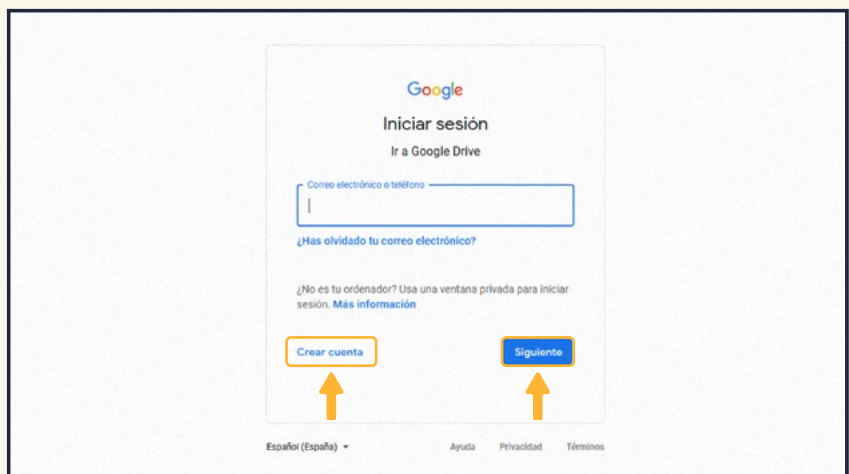 Google
Iniciar sesión
Ir a Google Drive
Correo electrónico o teléfono
¿Has olvidado tu correo electrónico?
¿No es tu ordenador? Usa una ventana privada para iniciar
sesión. Más información
Crear cuenta Siguiente
Español (España) Ayuda Privacidad Términos